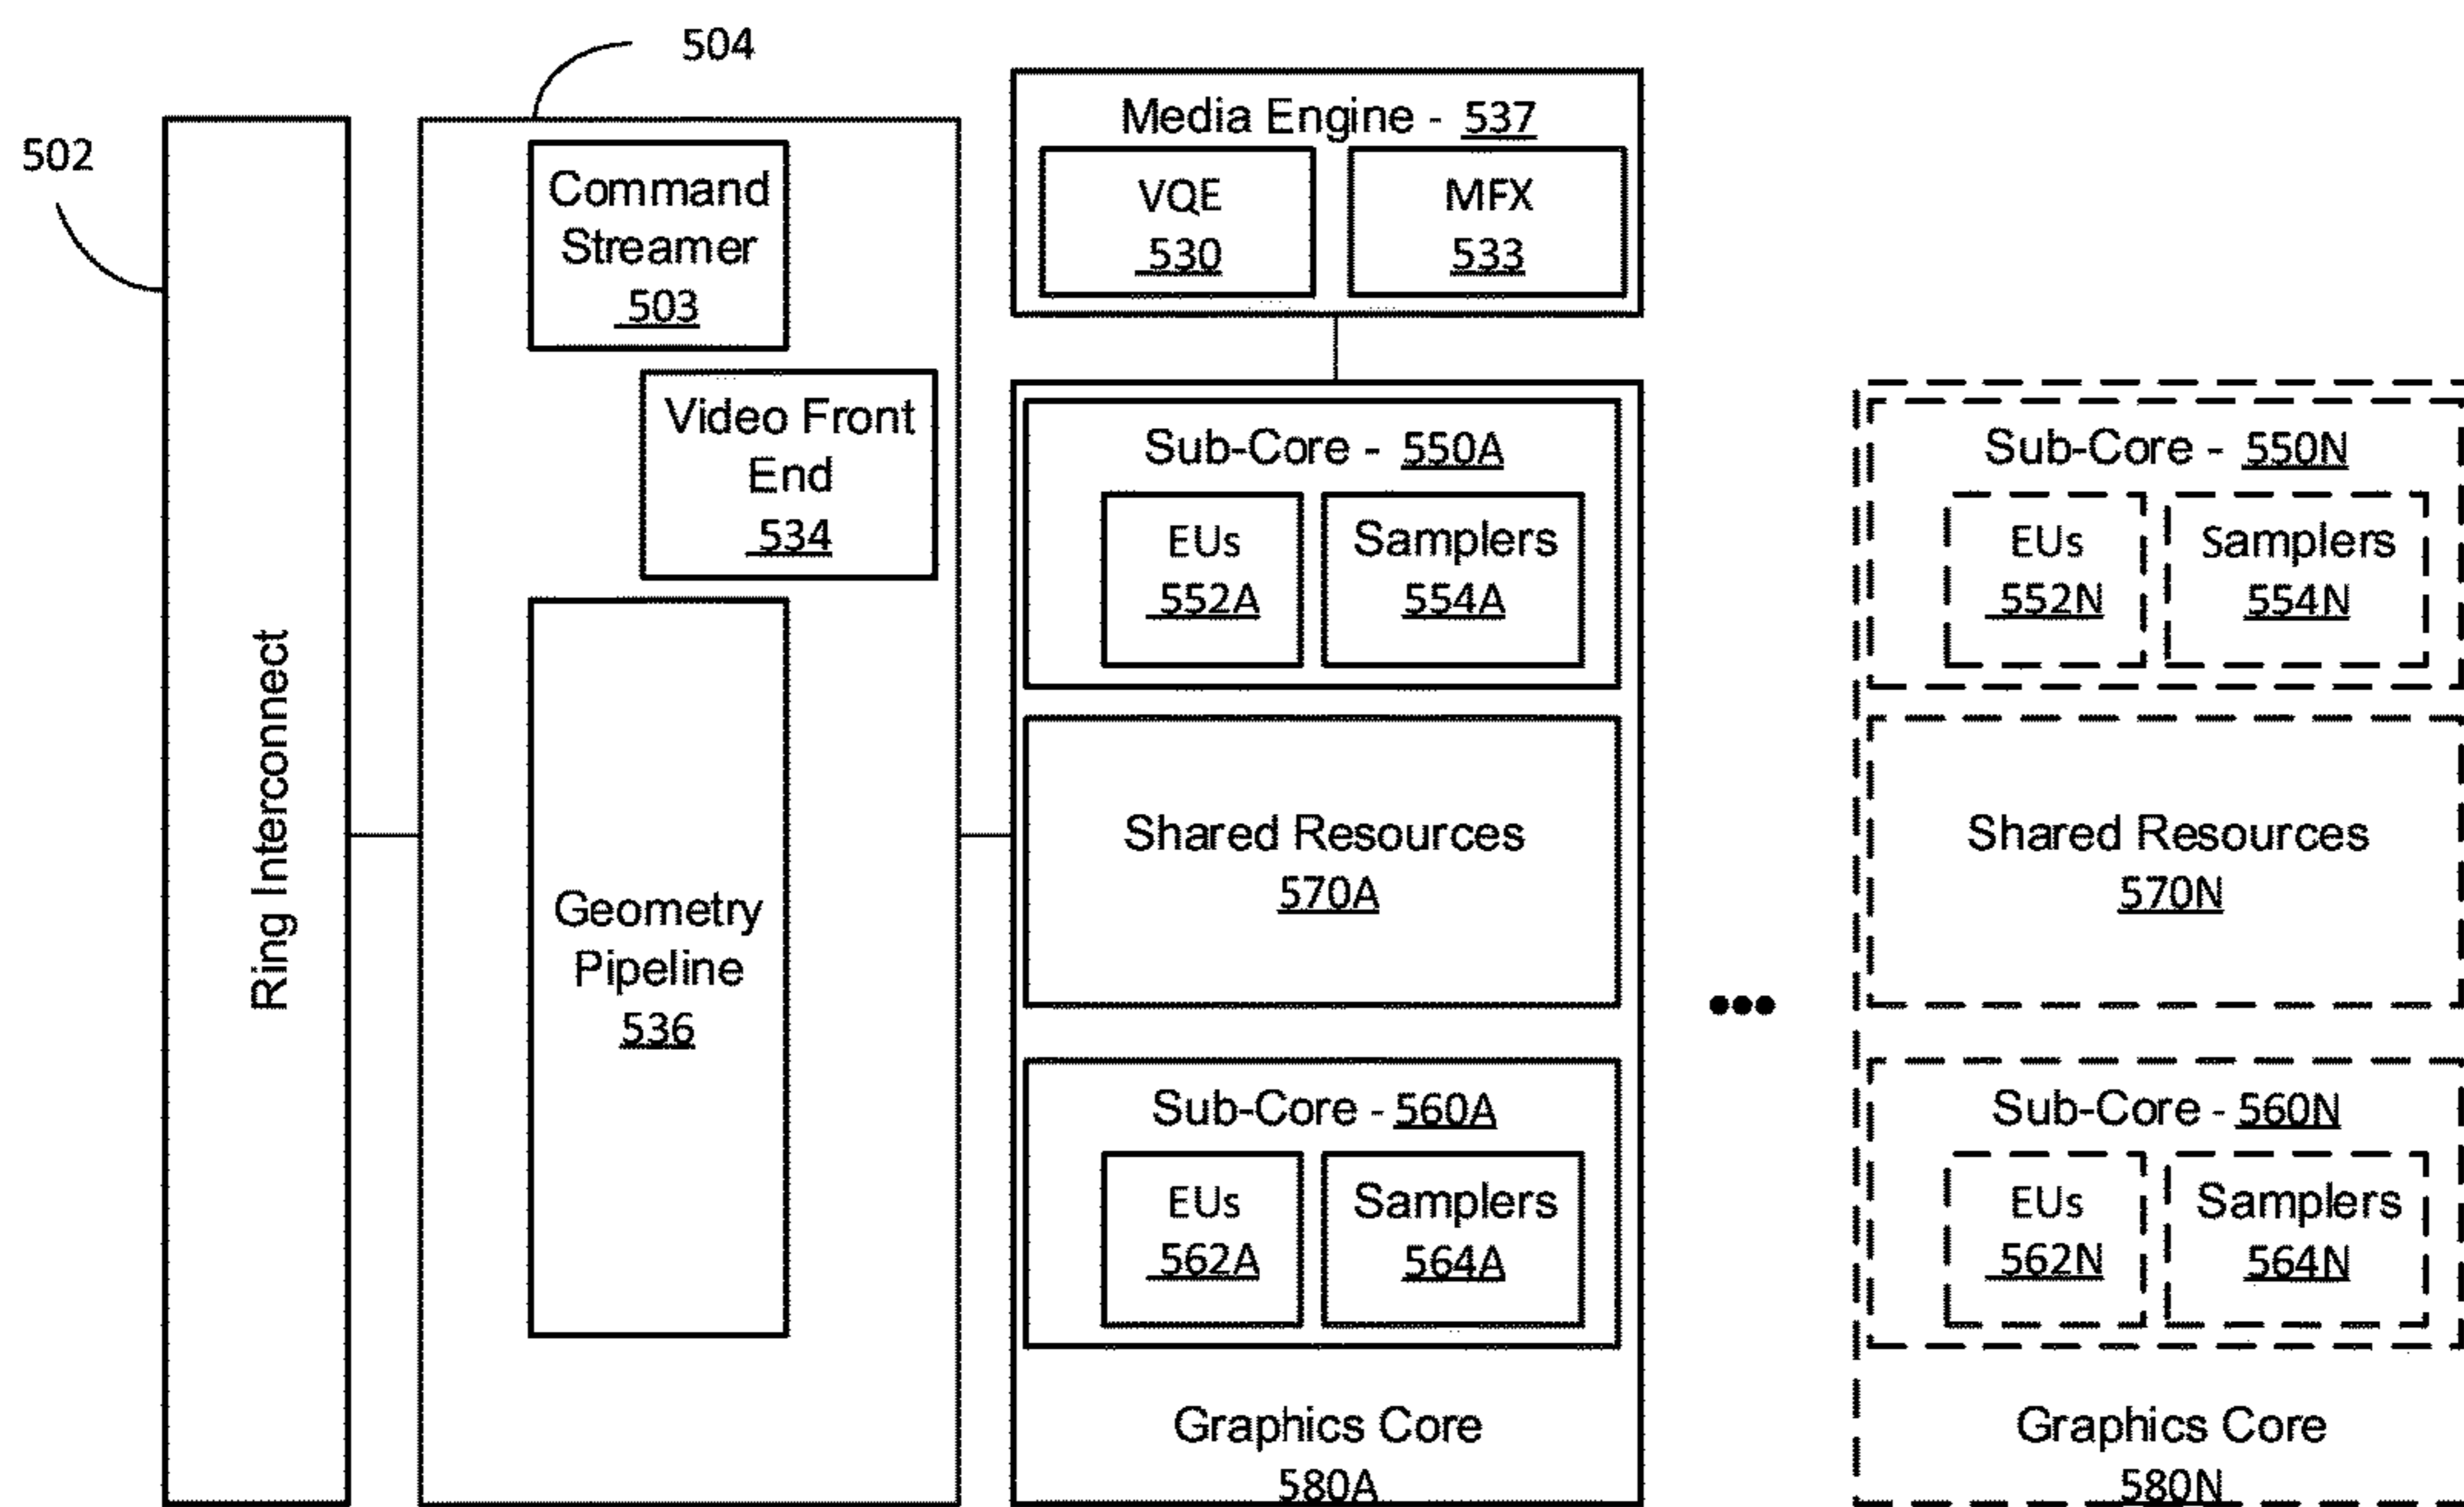 504
502
Ring Interconnect
Command
Streamer
503
Video Front
End
534
Geometry
Pipeline
536
Media Engine - 537
VQE
530
MFX
533
Sub-Core - 550A
EUs
552A
Samplers
554A
Shared Resources
570A
Sub-Core - 560A
EUs
562A
Samplers
564A
Graphics Core
580A
Sub-Core - 550N
EUs
552N
Samplers
554N
Shared Resources
570N
Sub-Core - 560N
EUs
562N
Samplers
564N
Graphics Core
580N